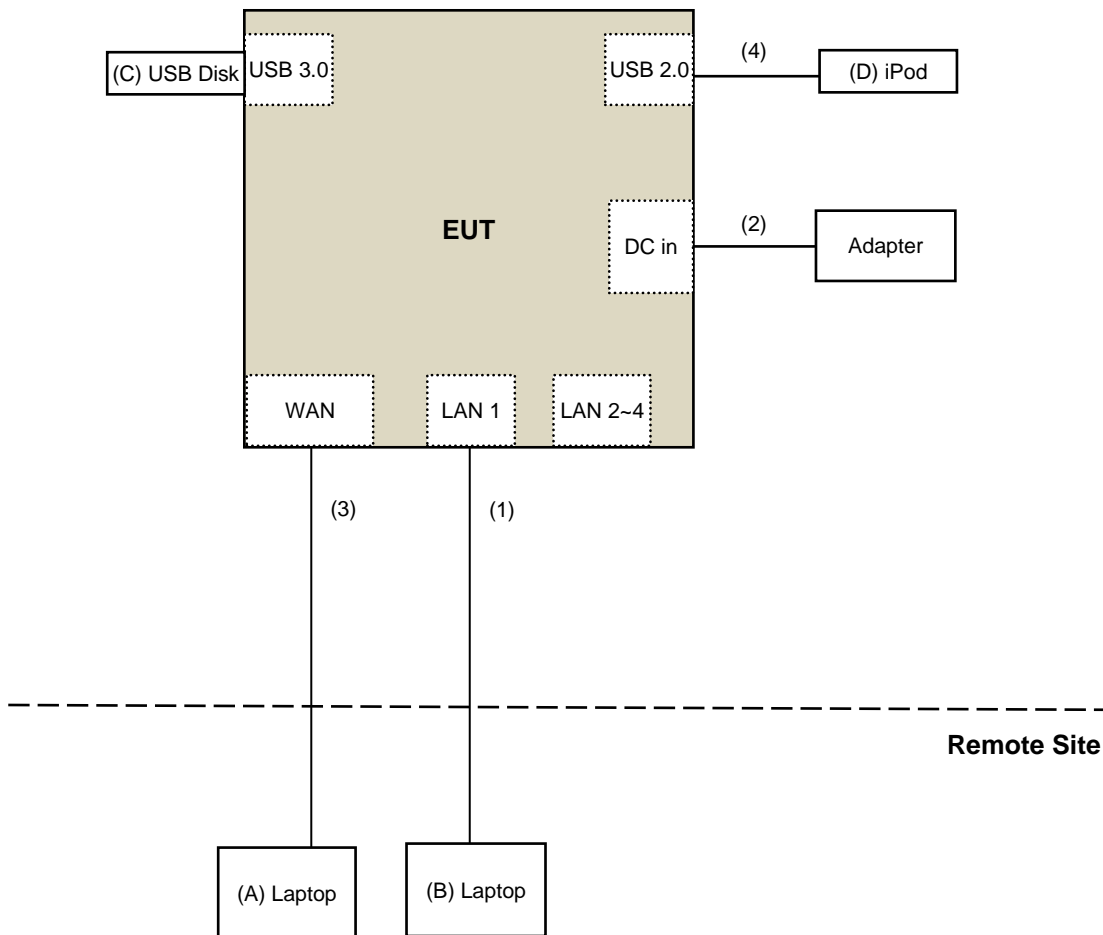 (C) USB Disk
USB 3.0
USB 2.0
(4)
(D) iPod
EUT
DC in
(2)
Adapter
WAN
LAN 1
LAN 2~4
(3)
(1)
Remote Site
(A) Laptop
(B) Laptop